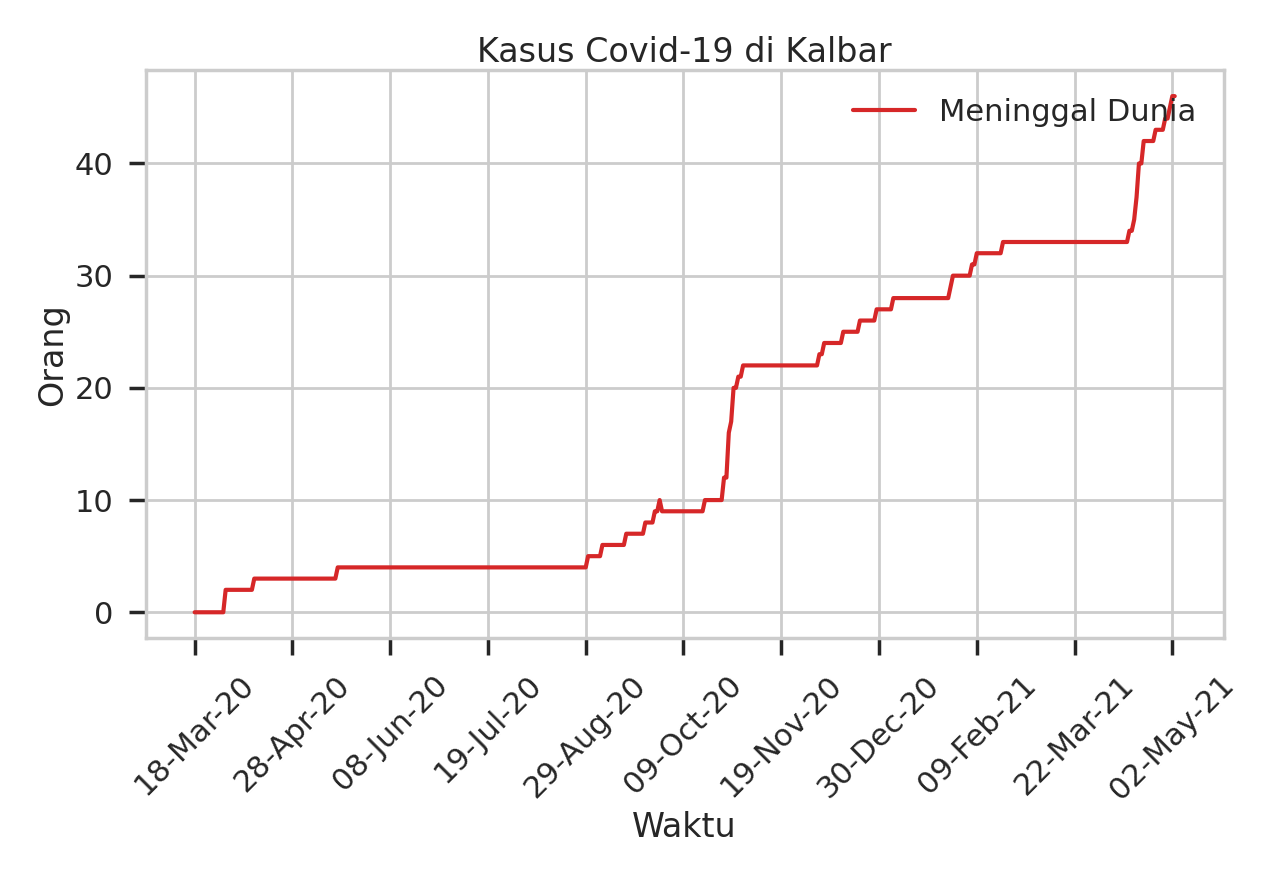 Kasus Covid-19 di Kalbar
Meninggal Dunia
Orang
40
30
20
10
0
18-Mar-20
28-Apr-20
08-Jun-20
19-Jul-20
29-Aug-20
09-Oct-20
19-Nov-20
30-Dec-20
09-Feb-21
22-Mar-21
02-May-21
Waktu